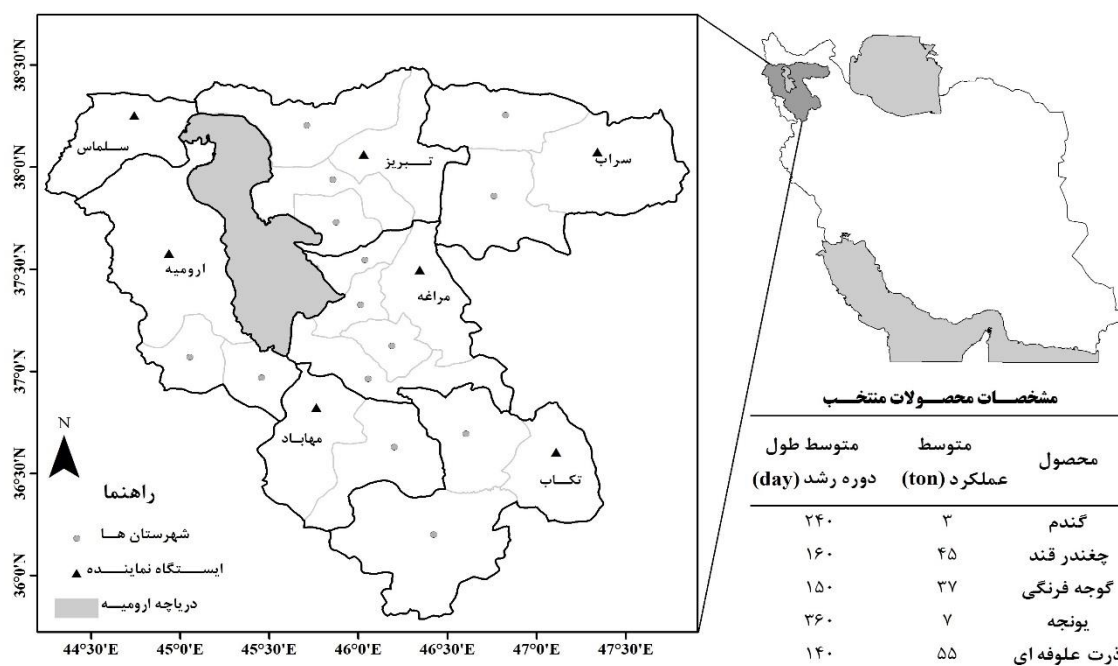 38°30'N
38°0'N
37°30'N
37°0'N
36°30'N
36°0'N
44°30'E 45°0'E 45°30'E 46°0'E 46°30'E 47°0'E 47°30'E
سلماس
تبریز
سراب
ارومیه
مراغه
مهاباد
تکاب
N
راهنما
شهرستان ها
ایستگاه نماینده
دریاچه ارومیه
مشخصات محصولات منتخب
محصول متوسط عملکرد (ton) متوسط طول دوره رشد (day)
گندم ۳ ۲۴۰
چغندر قند ۴۵ ۱۶۰
گوجه فرنگی ۳۷ ۱۵۰
یونجه ۷ ۳۶۰
ذرت علوفه ای ۵۵ ۱۴۰